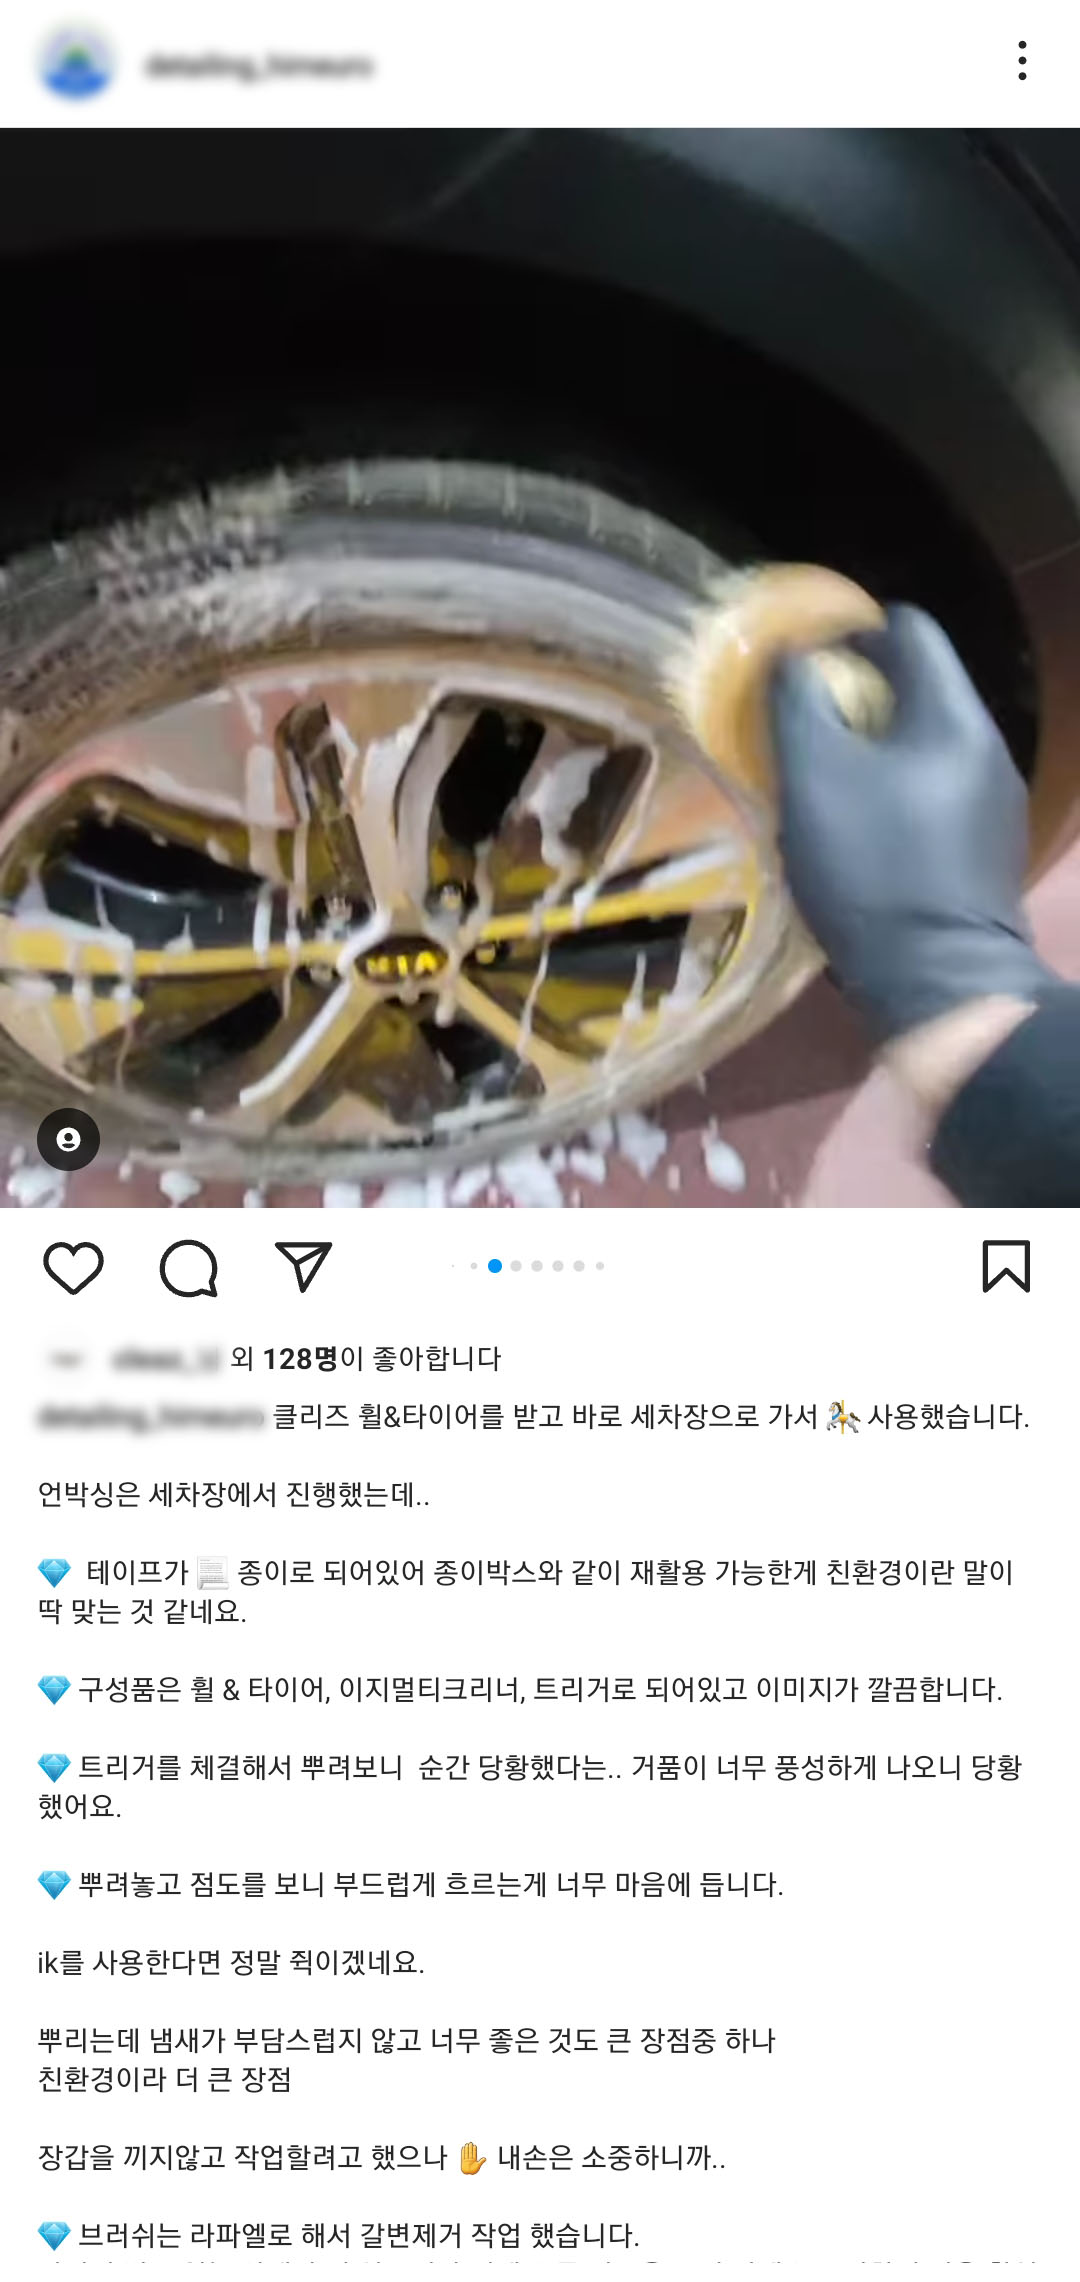 외 128명이 좋아합니다
클리즈 휠&타이어를 받고 바로 세차장으로 가서 🎠 사용했습니다.
언박싱은 세차장에서 진행했는데..
💎 테이프가 📃 종이로 되어있어 종이박스와 같이 재활용 가능한게 친환경이란 말이
딱 맞는 것 같네요.
💎 구성품은 휠 & 타이어, 이지멀티크리너, 트리거로 되어있고 이미지가 깔끔합니다.
💎 트리거를 체결해서 뿌려보니 순간 당황했다는.. 거품이 너무 풍성하게 나오니 당황
했어요.
💎 뿌려놓고 점도를 보니 부드럽게 흐르는게 너무 마음에 듭니다.
ik를 사용한다면 정말 쥑이겠네요.
뿌리는데 냄새가 부담스럽지 않고 너무 좋은 것도 큰 장점중 하나
친환경이라 더 큰 장점
장갑을 끼지않고 작업할려고 했으나 ✋ 내손은 소중하니까..
💎 브러쉬는 라파엘로 해서 갈변제거 작업 했습니다.